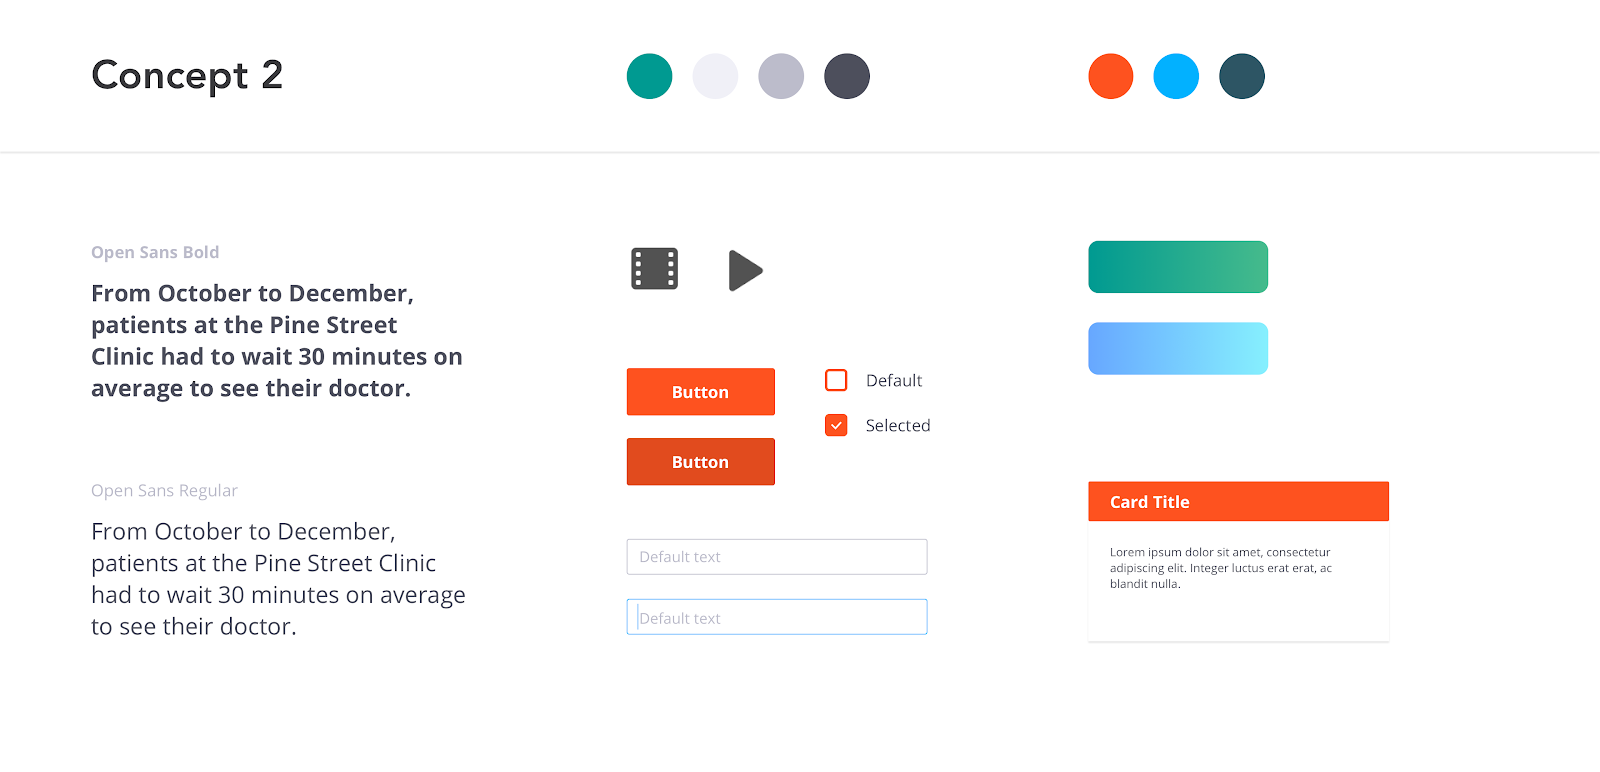 Concept 2
Open Sans Bold
From October to December,
patients at the Pine Street
Clinic had to wait 30 minutes on
average to see their doctor.
Open Sans Regular
From October to December,
patients at the Pine Street Clinic
had to wait 30 minutes on average
to see their doctor.
Button
Button
Default
Selected
Default text
Default text
Card Title
Lorem ipsum dolor sit amet, consectetur
adipiscing elit. Integer luctus erat erat, ac
blandit nulla.